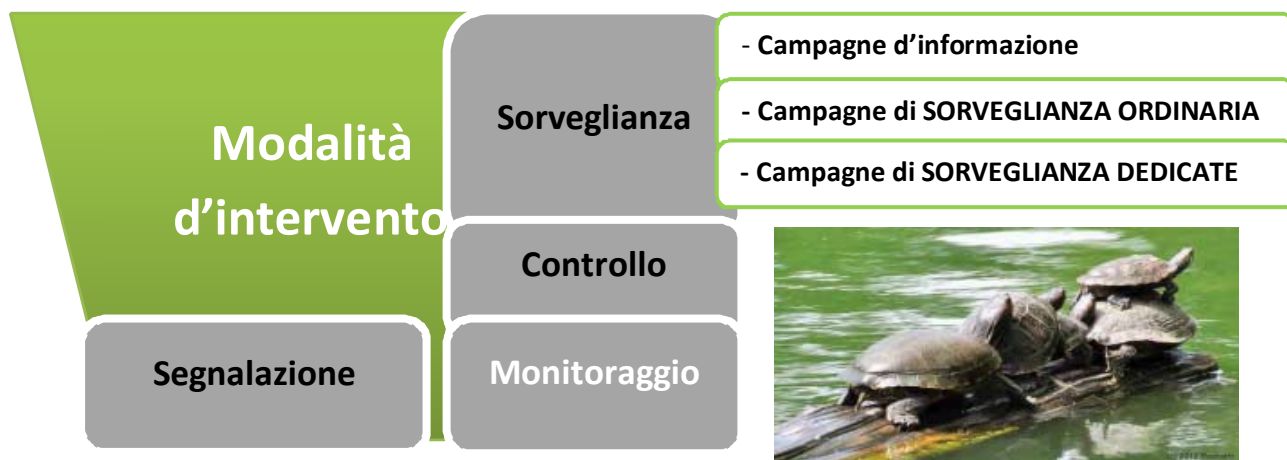 Modalità
d’intervento
Sorveglianza
- Campagne d’informazione
- Campagne di SORVEGLIANZA ORDINARIA
- Campagne di SORVEGLIANZA DEDICATE
Controllo
Segnalazione
Monitoraggio